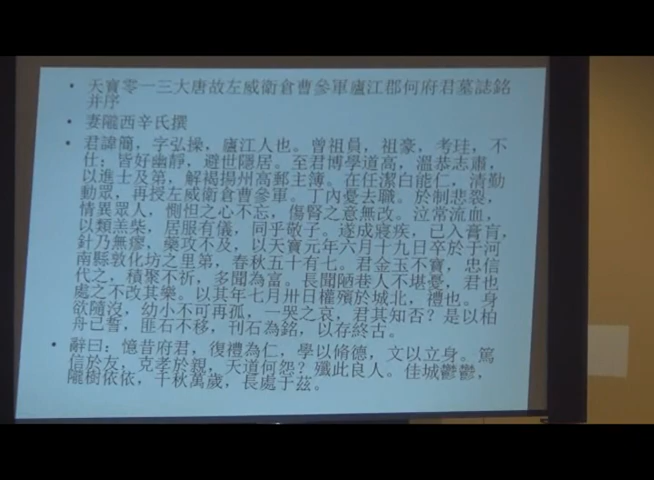 • 天寶零一三大唐故左威衛倉曹參軍廬江郡何府君墓誌銘
并序
• 妻隴西辛氏撰
• 君諱簡，字弘操，廬江人也。曾祖員，祖豪，考珪，不
仕；皆好幽靜，避世隱居。至君博學道高，溫恭志肅，
以進士及第，解褐揚州高郵主簿。在任潔白能仁，清勤
動眾，再授左威衛倉曹參軍。丁內憂去職。於制悲裂，
情異眾人，惻怛之心不忘，傷腎之意無改。泣常流血，
以類羔柴，居服有儀，同乎敬子。遂成寢疾，已入膏肓，
針乃無瘳，藥攻不及，以天寶元年六月十九日卒於河
南縣敦化坊之里第，春秋五十有七。君金玉不寶，忠信
代之，積聚不祈，多聞為富。長聞陋巷人不堪憂，君也
處之不改其樂。以其年七月卅日權殯於城北，禮也。身
欲隨沒，幼小不可再孤，一哭之哀，君其知否？是以柏
舟已誓，匪石不移，刊石為銘，以存終古。
• 辭曰：憶昔府君，復禮為仁，學以脩德，文以立身。篤
信於友，克孝於親，天道何怨？殲此良人。佳城鬱鬱，
隴樹依依，千秋萬歲，長處于茲。